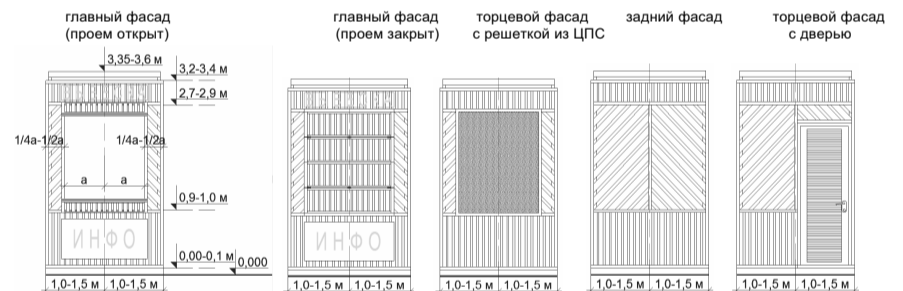 главный фасад
(проем открыт)
главный фасад
(проем закрыт)
торцевой фасад
с решеткой из ЦПС
задний фасад
торцевой фасад
с дверью
3,35-3,6 м
3,2-3,4 м
2,7-2,9 м
1/4а-1/2а
1/4а-1/2а
а
а
0,9-1,0 м
ИНФО
ИНФО
0,00-0,1 м
0,000
1,0-1,5 м
1,0-1,5 м
1,0-1,5 м
1,0-1,5 м
1,0-1,5 м
1,0-1,5 м
1,0-1,5 м
1,0-1,5 м
1,0-1,5 м
1,0-1,5 м